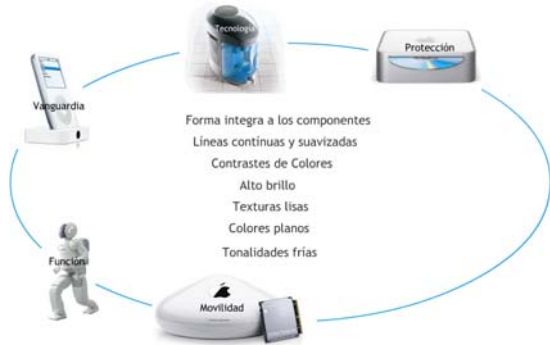 Tecnología
Protección
Vanguardia
Forma integra a los componentes
Líneas contínuas y suavizadas
Contrastes de Colores
Alto brillo
Texturas lisas
Colores planos
Tonalidades frías
Función
Movilidad